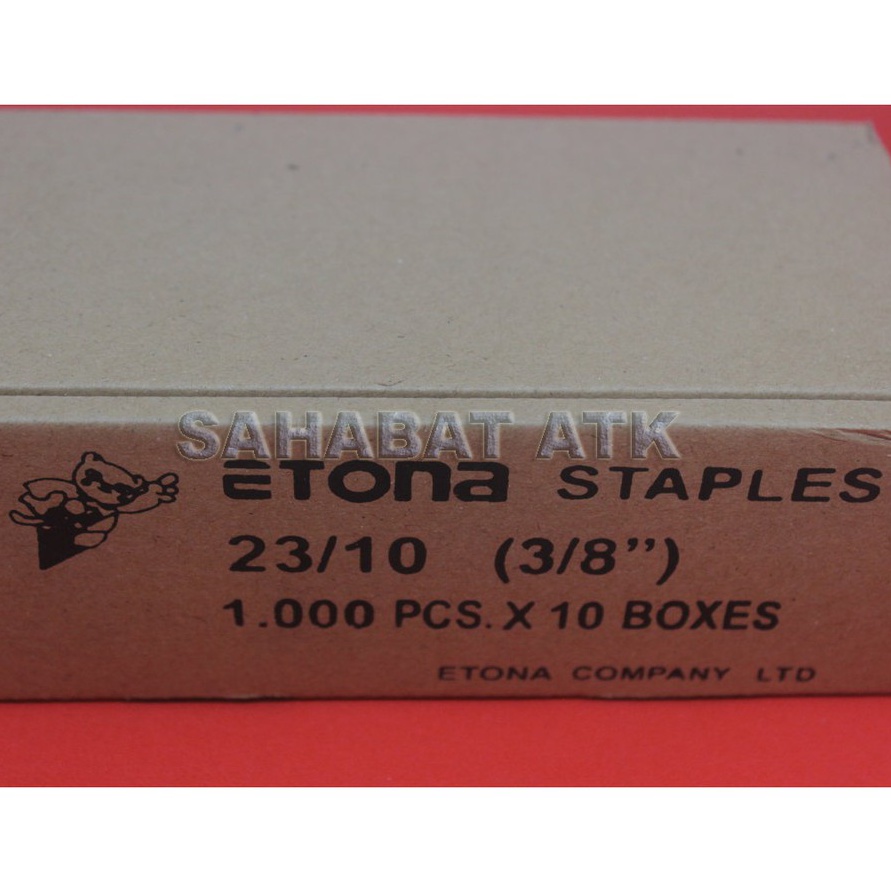 SAHABAT ATK
ETONA STAPLES
23/10 (3/8”)
1.000 PCS. X 10 BOXES
ETONA COMPANY LTD